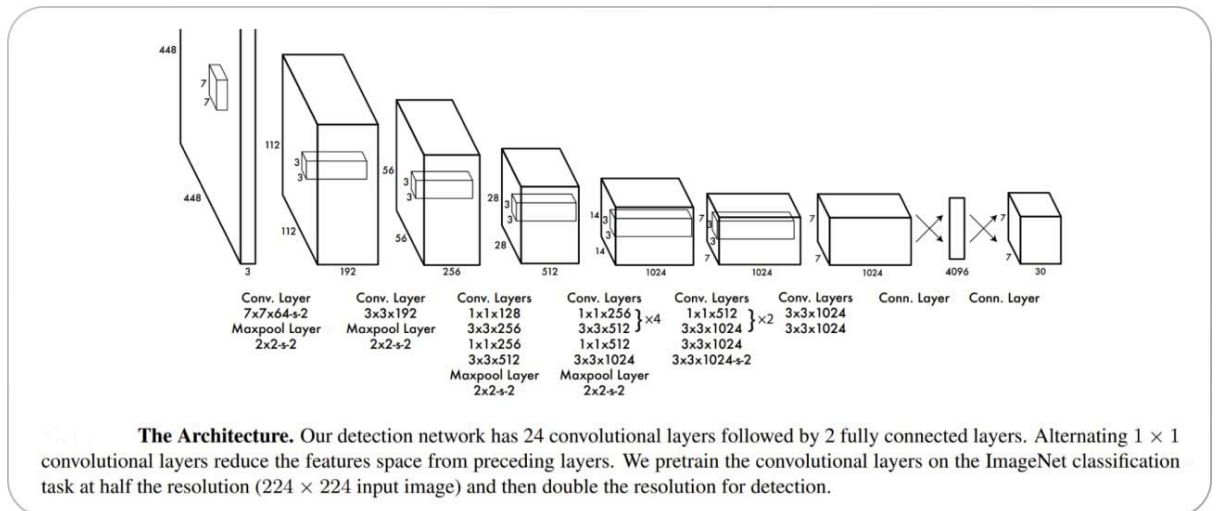 448
448
7
7
3
112
112
3
3
192
56
56
3
3
256
28
28
3
3
512
14
14
3
3
1024
7
7
3
3
1024
7
7
1024
4096
7
7
30
Conv. Layer
7x7x64-s-2
Maxpool Layer
2x2-s-2
Conv. Layer
3x3x192
Maxpool Layer
2x2-s-2
Conv. Layers
1x1x128
3x3x256
1x1x256
3x3x512
Maxpool Layer
2x2-s-2
Conv. Layers
1x1x256
3x3x512 } ×4
1x1x512
3x3x1024
Maxpool Layer
2x2-s-2
Conv. Layers
1x1x512
3x3x1024 } ×2
3x3x1024
3x3x1024-s-2
Conv. Layers
3x3x1024
3x3x1024
Conn. Layer
Conn. Layer
The Architecture. Our detection network has 24 convolutional layers followed by 2 fully connected layers. Alternating 1 × 1
convolutional layers reduce the features space from preceding layers. We pretrain the convolutional layers on the ImageNet classification
task at half the resolution (224 × 224 input image) and then double the resolution for detection.